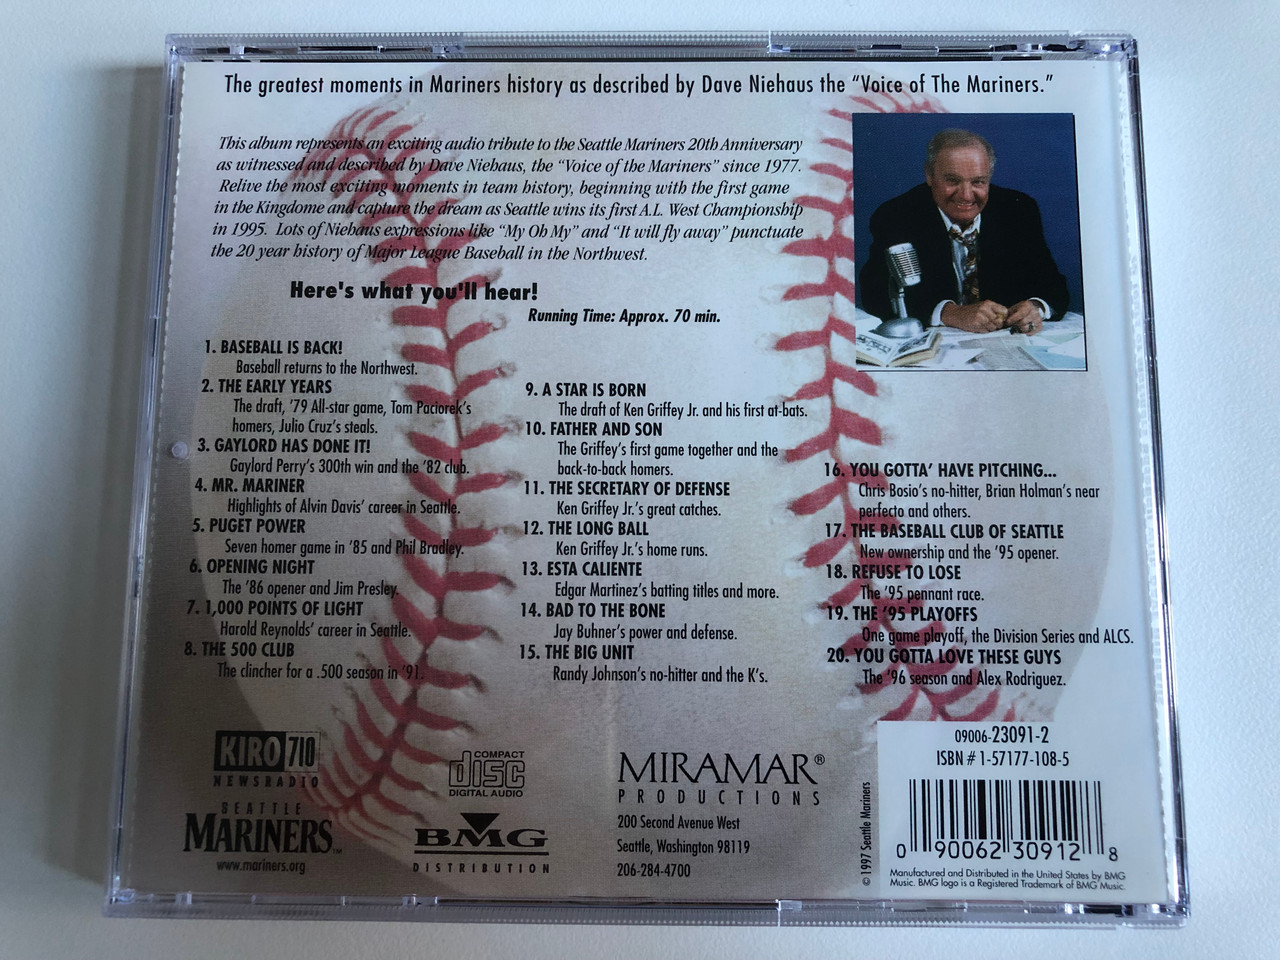 The greatest moments in Mariners history as described by Dave Niehaus the “Voice of The Mariners.”
This album represents an exciting audio tribute to the Seattle Mariners 20th Anniversary
as witnessed and described by Dave Niehaus, the “Voice of the Mariners” since 1977.
Relive the most exciting moments in team history, beginning with the first game
in the Kingdome and capture the dream as Seattle wins its first A.L. West Championship
in 1995. Lots of Niehaus expressions like “My Oh My” and “It will fly away” punctuate
the 20 year history of Major League Baseball in the Northwest.
Here's what you'll hear!
Running Time: Approx. 70 min.
1. BASEBALL IS BACK!
Baseball returns to the Northwest.
2. THE EARLY YEARS
The draft, '79 All-star game, Tom Paciorek's
homers, Julio Cruz's steals.
3. GAYLORD HAS DONE IT!
Gaylord Perry's 300th win and the '82 club.
4. MR. MARINER
Highlights of Alvin Davis' career in Seattle.
5. PUGET POWER
Seven homer game in '85 and Phil Bradley.
6. OPENING NIGHT
The '86 opener and Jim Presley.
7. 1,000 POINTS OF LIGHT
Harold Reynolds' career in Seattle.
8. THE 500 CLUB
The clincher for a .500 season in '91.
9. A STAR IS BORN
The draft of Ken Griffey Jr. and his first at-bats.
10. FATHER AND SON
The Griffey's first game together and the
back-to-back homers.
11. THE SECRETARY OF DEFENSE
Ken Griffey Jr.'s great catches.
12. THE LONG BALL
Ken Griffey Jr.'s home runs.
13. ESTA CALIENTE
Edgar Martinez's batting titles and more.
14. BAD TO THE BONE
Jay Buhner's power and defense.
15. THE BIG UNIT
Randy Johnson's no-hitter and the K's.
16. YOU GOTTA' HAVE PITCHING...
Chris Bosio's no-hitter, Brian Holman's near
perfecto and others.
17. THE BASEBALL CLUB OF SEATTLE
New ownership and the '95 opener.
18. REFUSE TO LOSE
The '95 pennant race.
19. THE '95 PLAYOFFS
One game playoff, the Division Series and ALCS.
20. YOU GOTTA LOVE THESE GUYS
The '96 season and Alex Rodriguez.
KIRO 710
NEWSRADIO
SEATTLE
MARINERS™
www.mariners.org
COMPACT
disc
DIGITAL AUDIO
BMG
DISTRIBUTION
MIRAMAR®
PRODUCTIONS
200 Second Avenue West
Seattle, Washington 98119
206-284-4700
© 1997 Seattle Mariners
09006-23091-2
ISBN # 1-57177-108-5
0 90062 30912 8
Manufactured and Distributed in the United States by BMG
Music. BMG logo is a Registered Trademark of BMG Music.